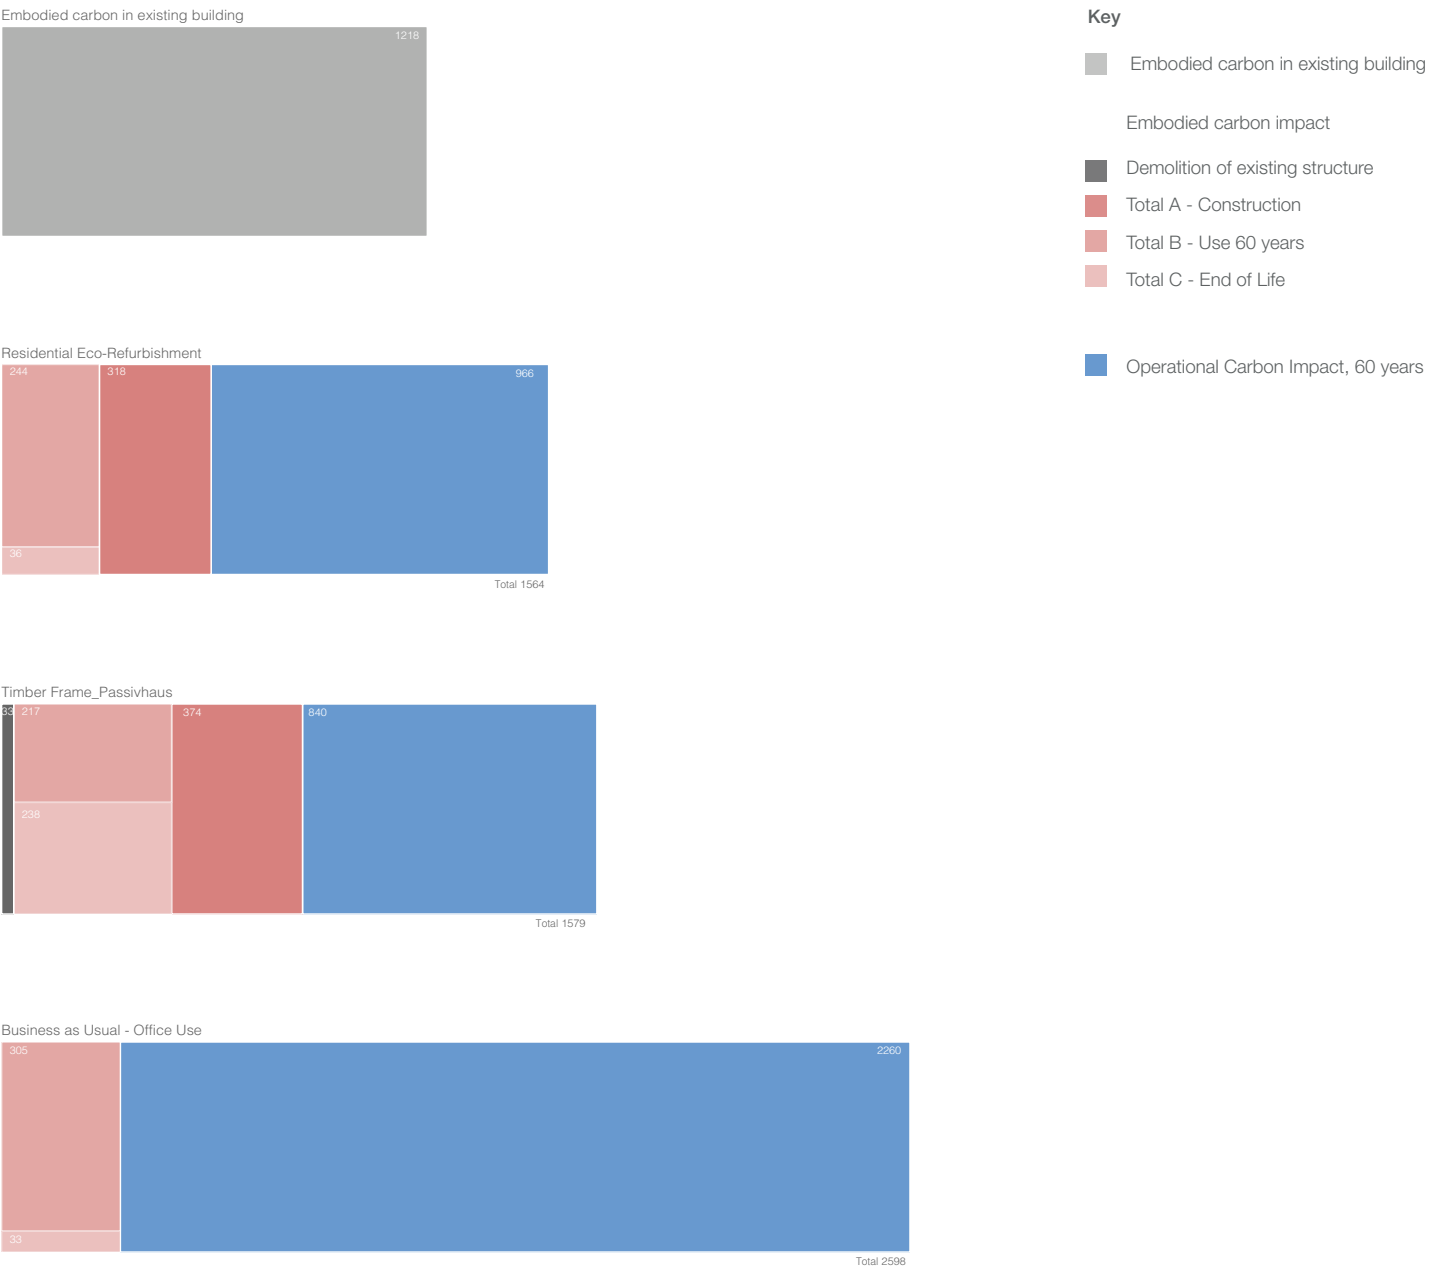 Embodied carbon in existing building
1218
Key
Embodied carbon in existing building
Embodied carbon impact
Demolition of existing structure
Total A - Construction
Total B - Use 60 years
Total C - End of Life
Operational Carbon Impact, 60 years
Residential Eco-Refurbishment
244
318
966
36
Total 1564
Timber Frame_Passivhaus
33
217
374
840
238
Total 1579
Business as Usual - Office Use
305
2260
33
Total 2598